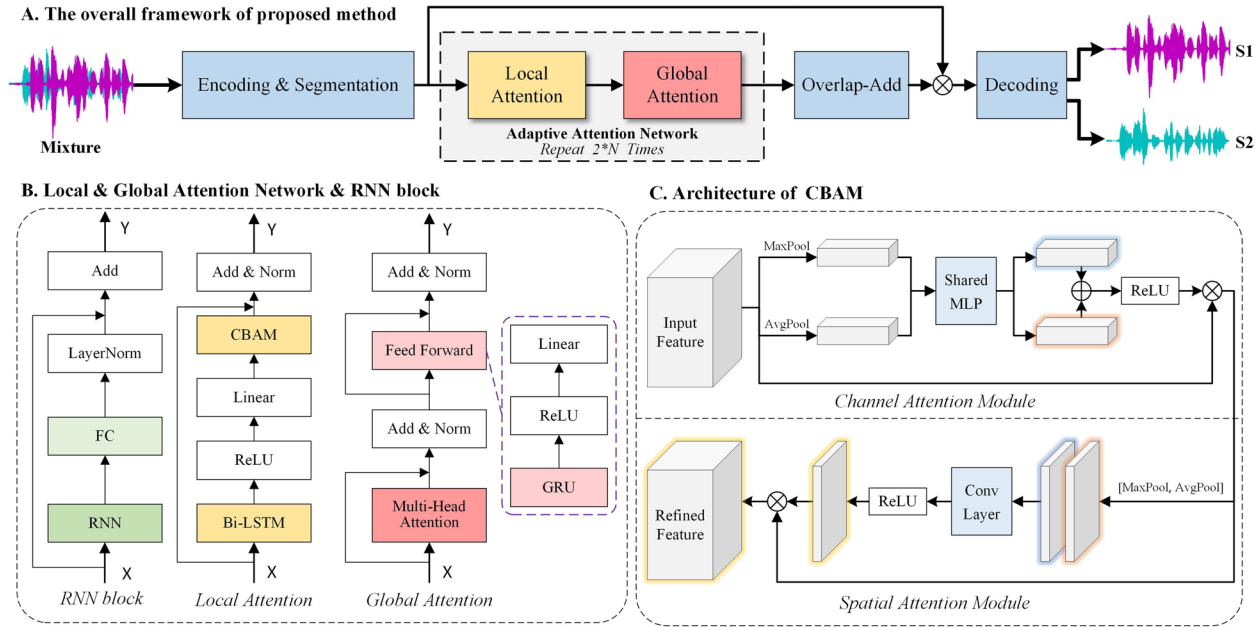 A. The overall framework of proposed method
Mixture
Encoding & Segmentation
Local
Attention
Global
Attention
Adaptive Attention Network
Repeat 2*N Times
Overlap-Add
Decoding
S1
S2
B. Local & Global Attention Network & RNN block
Y
Add
LayerNorm
FC
RNN
X
RNN block
Y
Add & Norm
CBAM
Linear
ReLU
Bi-LSTM
X
Local Attention
Y
Add & Norm
Feed Forward
Add & Norm
Multi-Head
Attention
X
Global Attention
Linear
ReLU
GRU
C. Architecture of CBAM
Input
Feature
MaxPool
AvgPool
Shared
MLP
ReLU
Channel Attention Module
Refined
Feature
ReLU
Conv
Layer
[MaxPool, AvgPool]
Spatial Attention Module